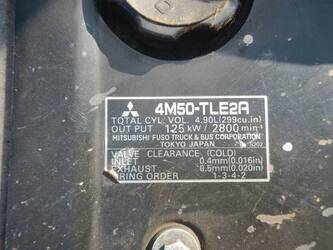 4M50-TLE2A
TOTAL CYL. VOL. 4.90L(299cu.in)
OUT PUT 125 kW / 2800 min-1
MITSUBISHI FUSO TRUCK & BUS CORPORATION
TOKYO JAPAN 5202
VALVE CLEARANCE (COLD)
INLET 0.4mm(0.016in)
EXHAUST 0.5mm(0.020in)
FIRING ORDER 1-3-4-2